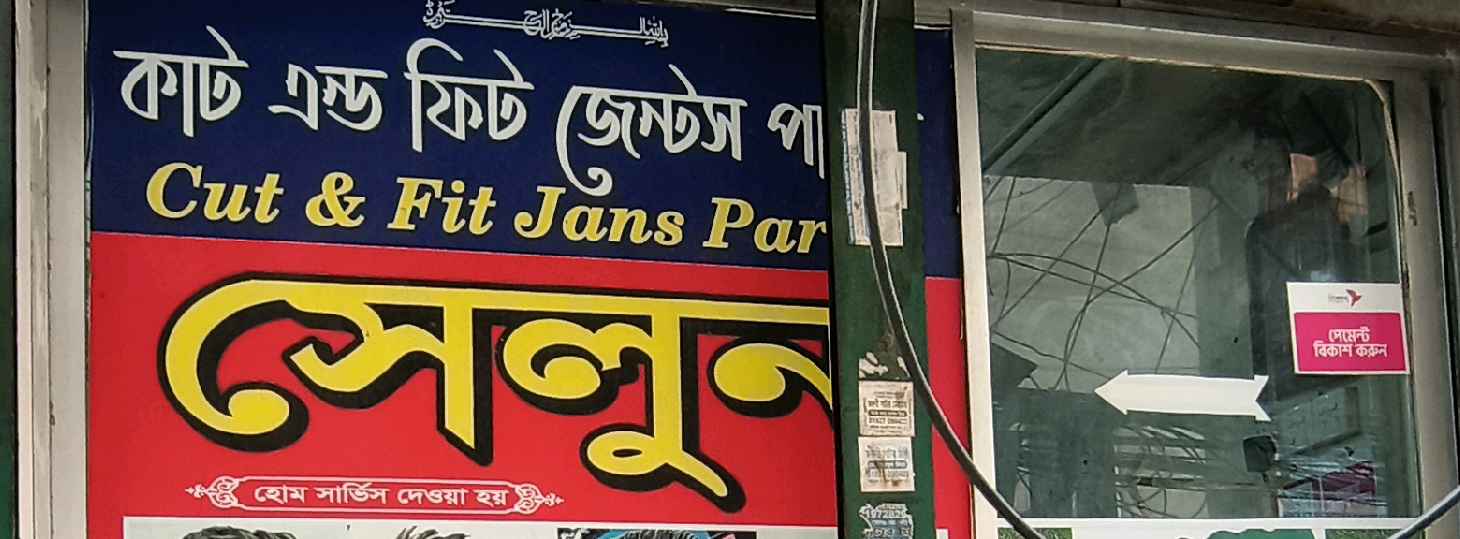 কাট এন্ড ফিট জেন্টস পা
Cut & Fit Jans Par
সেলুন
হোম সার্ভিস দেওয়া হয়
পেমেন্ট
বিকাশ করুন